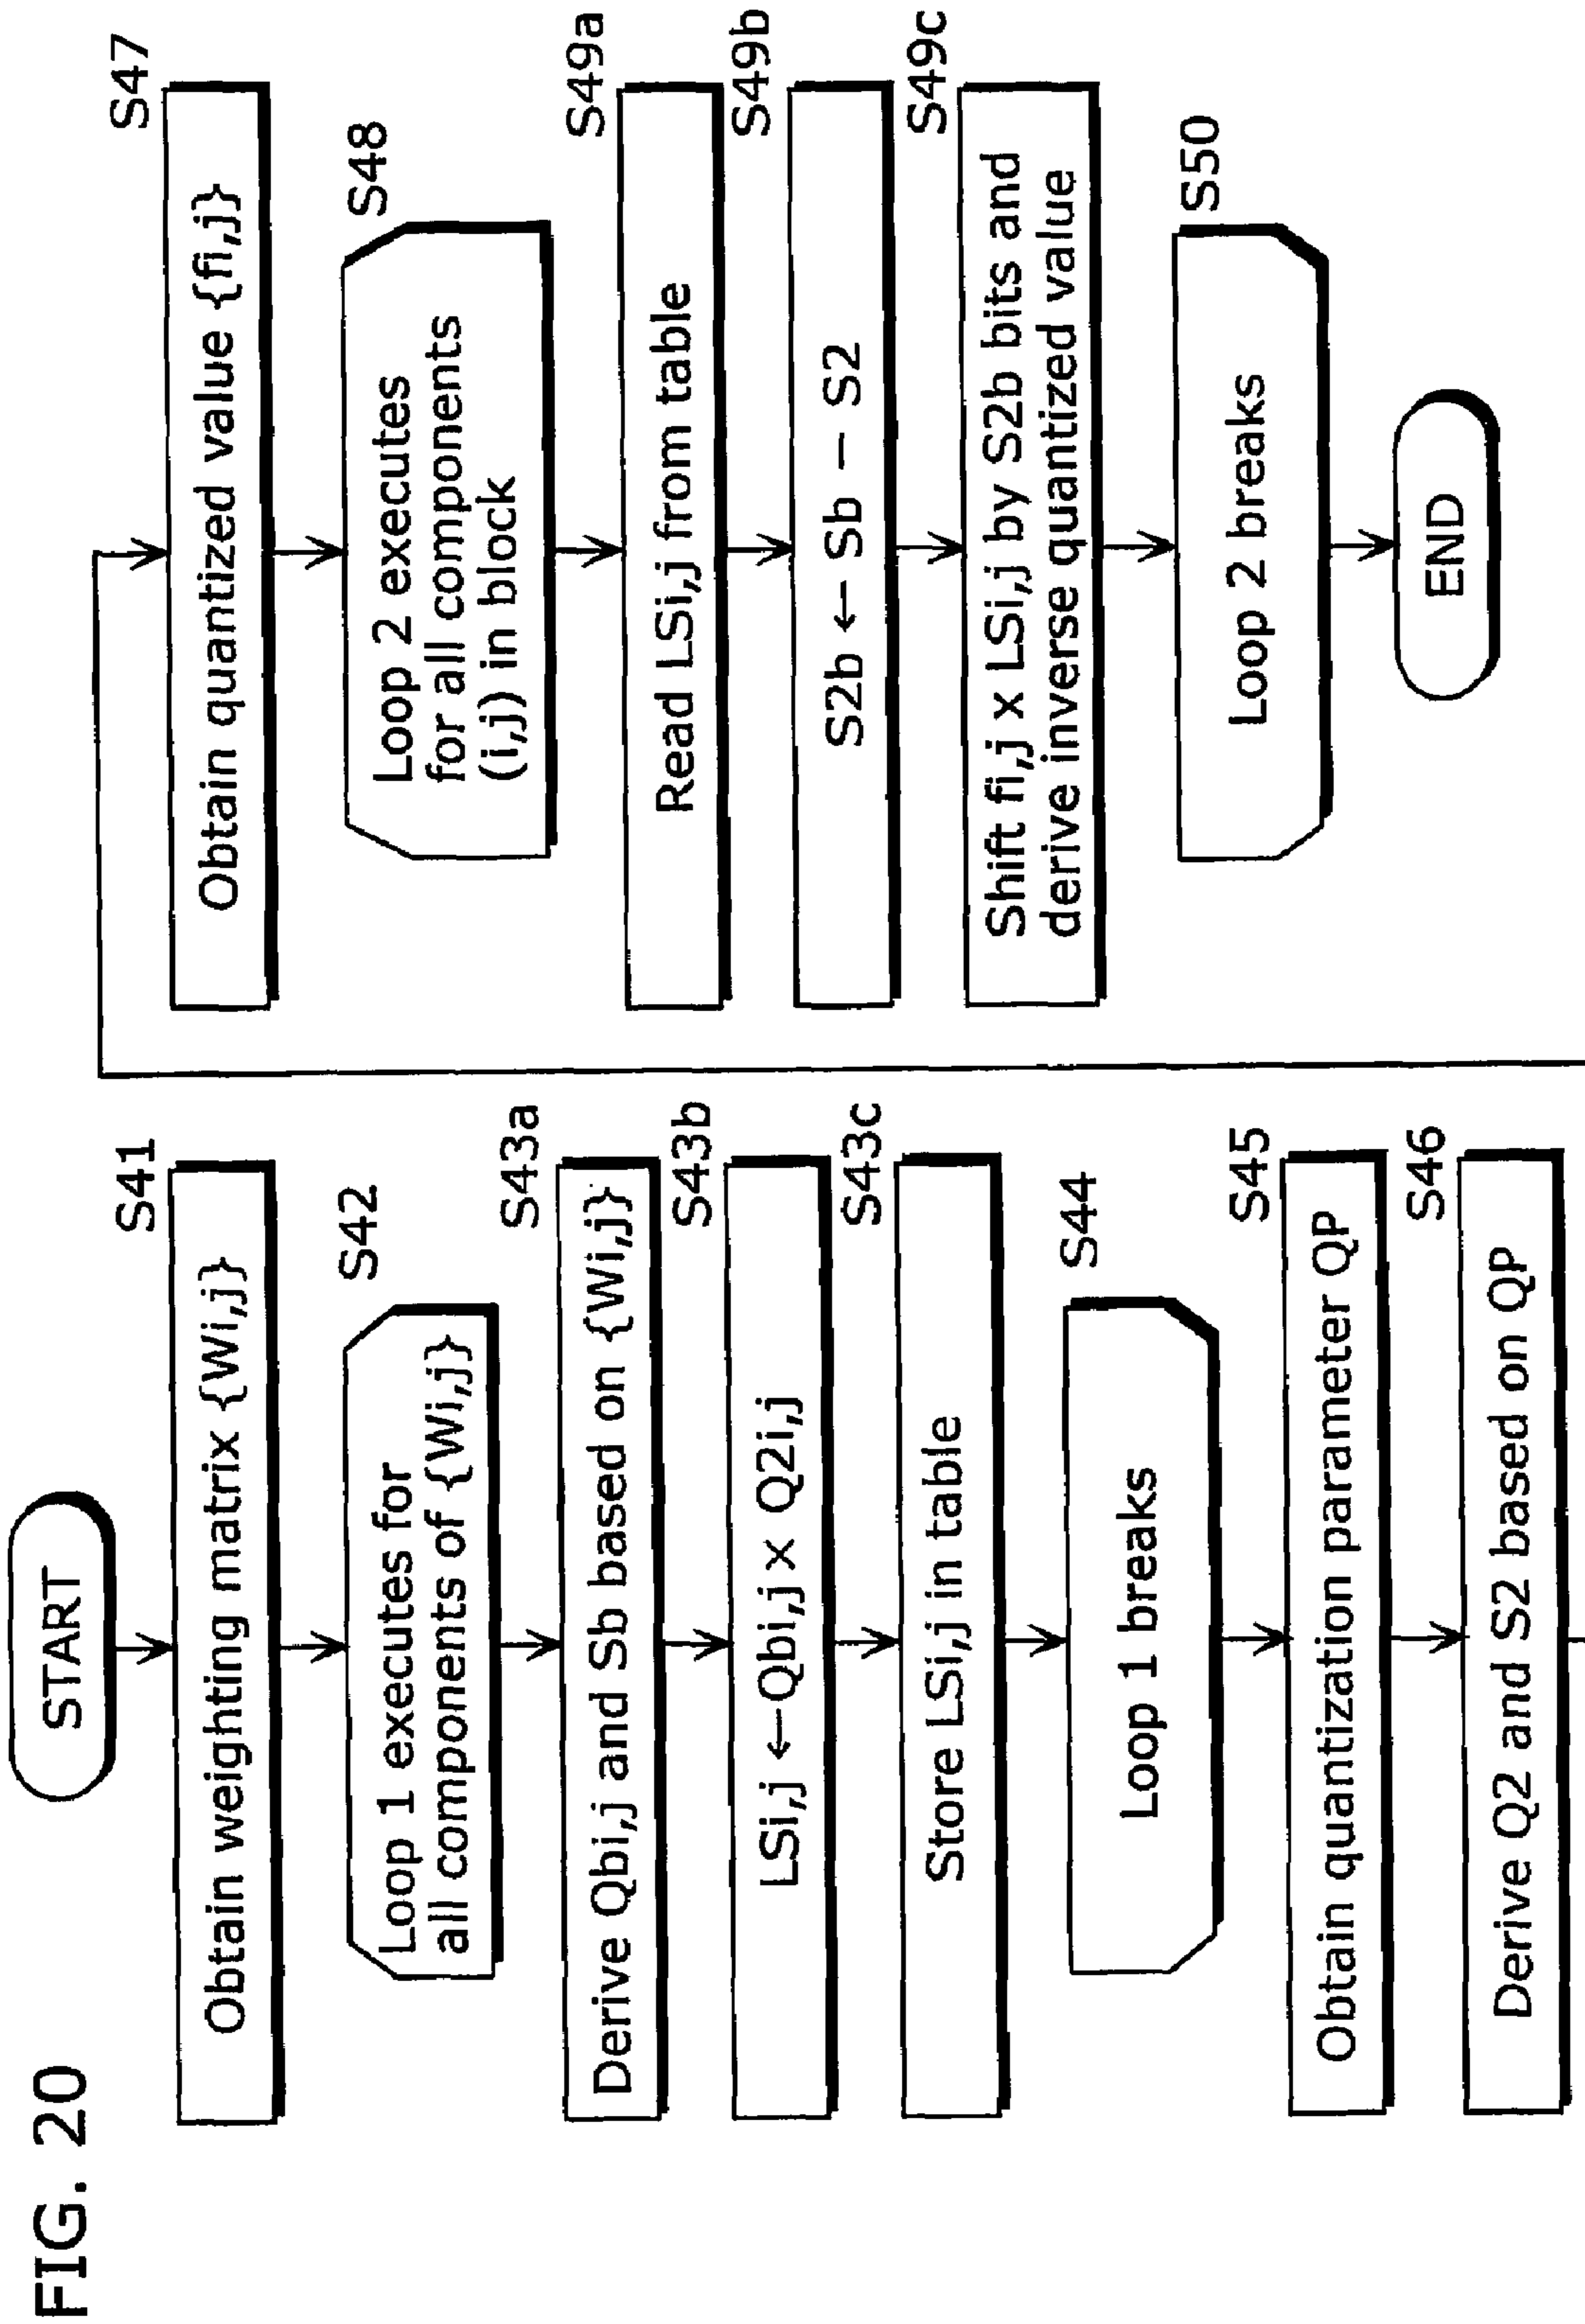 FIG. 20
START
S41
Obtain weighting matrix {Wi,j}
S42
Loop 1 executes for
all components of {Wi,j}
S43a
Derive Qbi,j and Sb based on {Wi,j}
S43b
LSi,j ← Qbi,j x Q2i,j
S43c
Store LSi,j in table
S44
Loop 1 breaks
S45
Obtain quantization parameter QP
S46
Derive Q2 and S2 based on QP
S47
Obtain quantized value {fi,j}
S48
Loop 2 executes
for all components
(i,j) in block
S49a
Read LSi,j from table
S49b
S2b ← Sb − S2
S49c
Shift fi,j x LSi,j by S2b bits and
derive inverse quantized value
S50
Loop 2 breaks
END